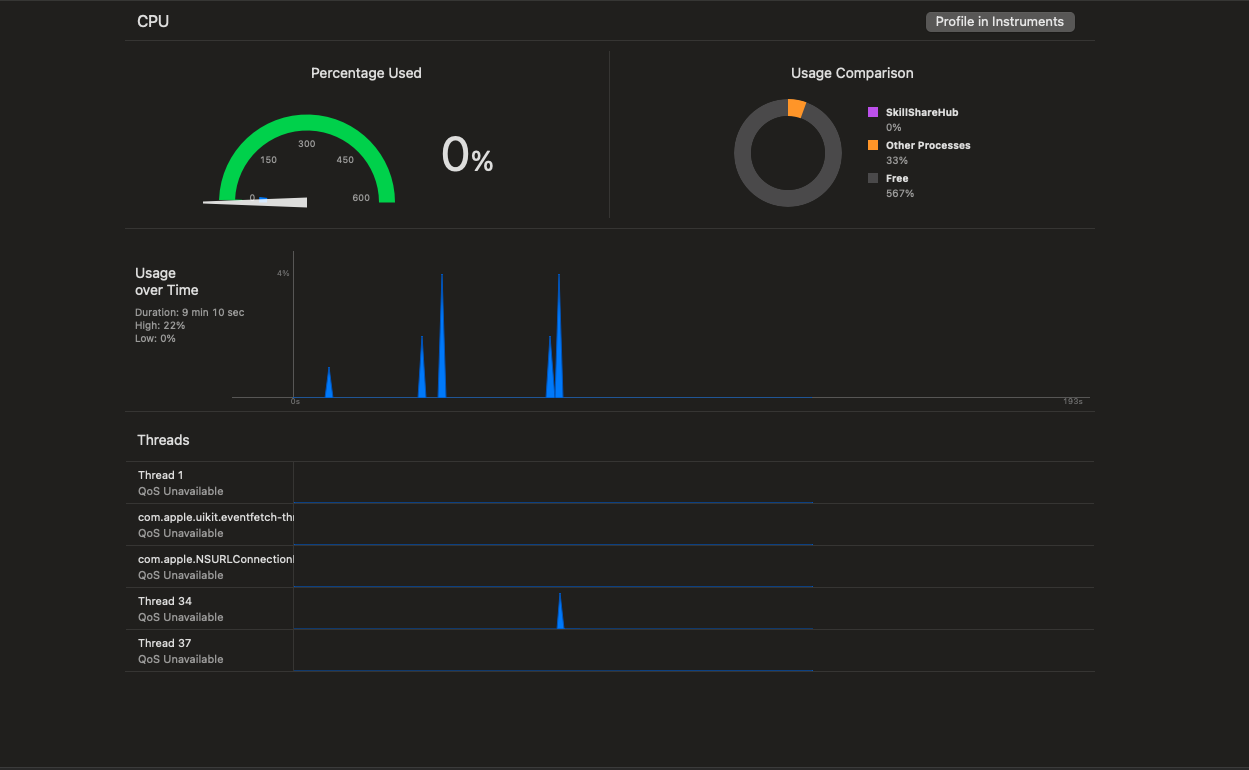 CPU
Profile in Instruments
Percentage Used
0
150
300
450
600
0%
Usage Comparison
SkillShareHub
0%
Other Processes
33%
Free
567%
Usage
over Time
Duration: 9 min 10 sec
High: 22%
Low: 0%
4%
0s
193s
Threads
Thread 1
QoS Unavailable
com.apple.uikit.eventfetch-thr
QoS Unavailable
com.apple.NSURLConnection
QoS Unavailable
Thread 34
QoS Unavailable
Thread 37
QoS Unavailable